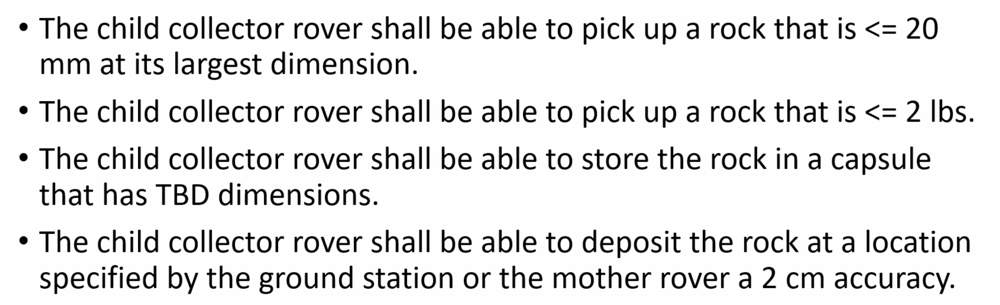 • The child collector rover shall be able to pick up a rock that is <= 20
mm at its largest dimension.
• The child collector rover shall be able to pick up a rock that is <= 2 lbs.
• The child collector rover shall be able to store the rock in a capsule
that has TBD dimensions.
• The child collector rover shall be able to deposit the rock at a location
specified by the ground station or the mother rover a 2 cm accuracy.